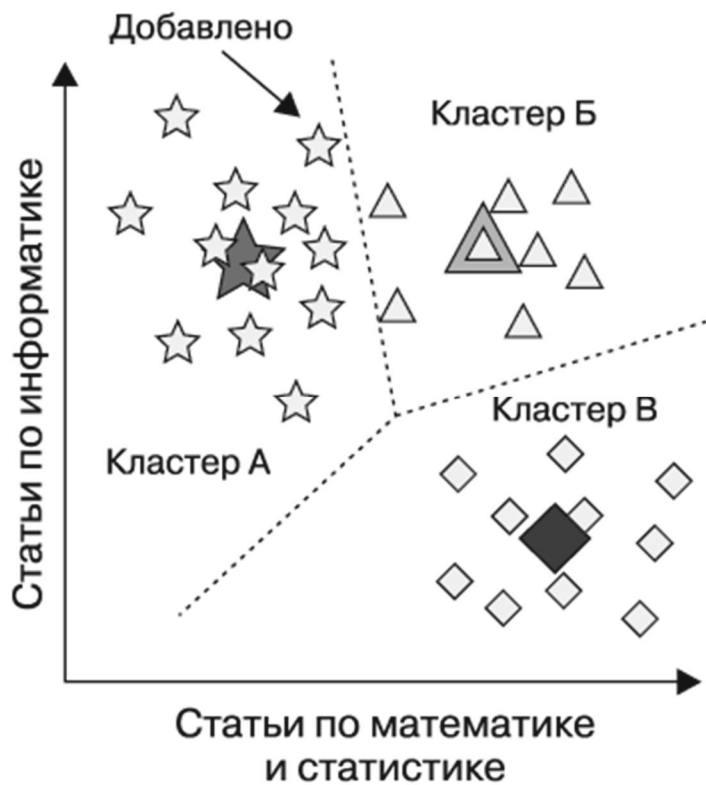 Добавлено
Кластер Б
Статьи по информатике
Кластер В
Кластер А
Статьи по математике
и статистике